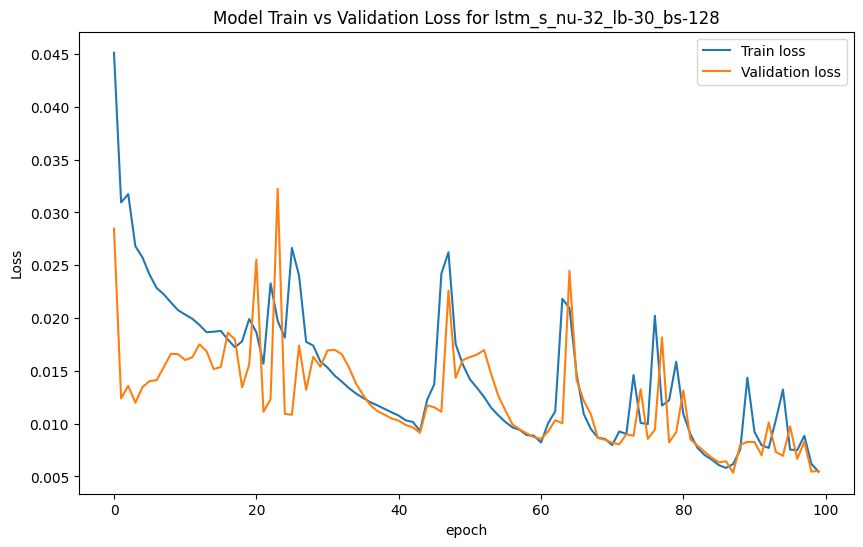 Model Train vs Validation Loss for lstm_s_nu-32_lb-30_bs-128
Train loss
Validation loss
0.045
0.040
0.035
0.030
0.025
0.020
0.015
0.010
0.005
Loss
0 20 40 60 80 100
epoch